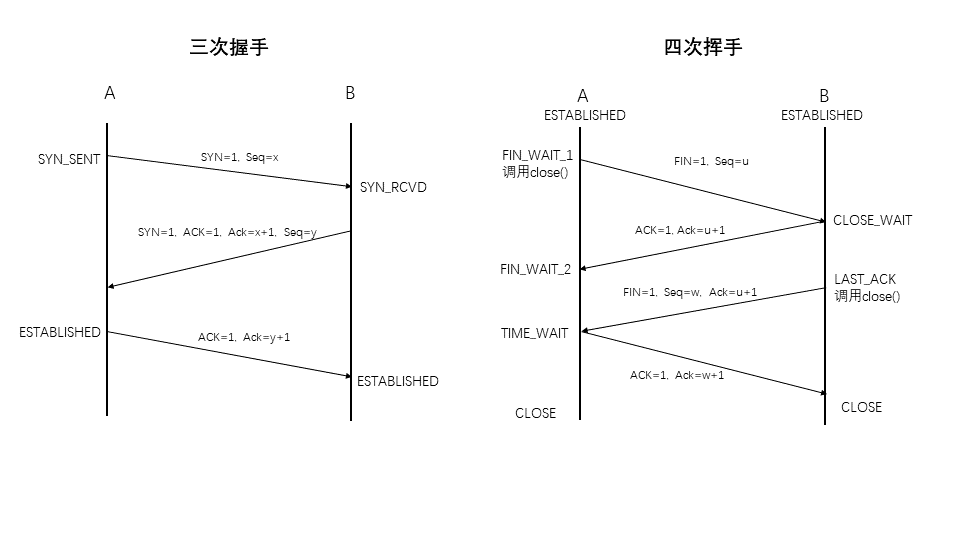 三次握手
A
B
SYN_SENT
SYN=1, Seq=x
SYN_RCVD
SYN=1, ACK=1, Ack=x+1, Seq=y
ESTABLISHED
ACK=1, Ack=y+1
ESTABLISHED
四次挥手
A
ESTABLISHED
B
ESTABLISHED
FIN_WAIT_1
调用close()
FIN=1, Seq=u
CLOSE_WAIT
ACK=1, Ack=u+1
FIN_WAIT_2
LAST_ACK
调用close()
FIN=1, Seq=w, Ack=u+1
TIME_WAIT
ACK=1, Ack=w+1
CLOSE
CLOSE